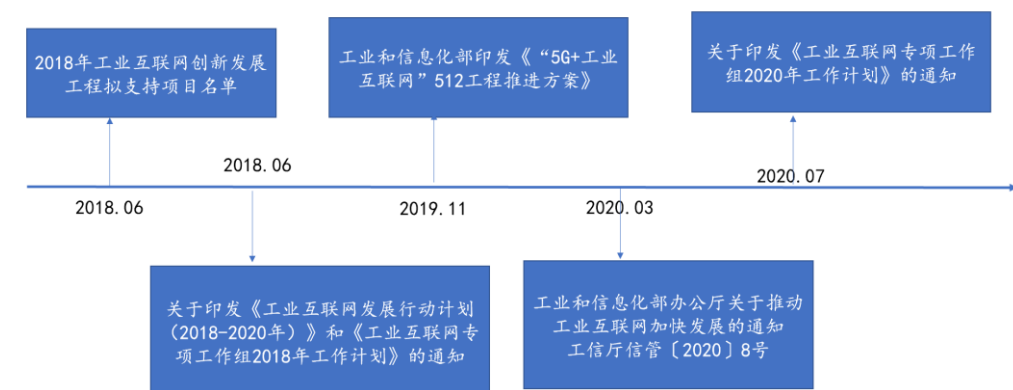 2018年工业互联网创新发展
工程拟支持项目名单
工业和信息化部印发《“5G+工业
互联网”512工程推进方案》
关于印发《工业互联网专项工作
组2020年工作计划》的通知
2018.06
2020.07
2018.06
2019.11
2020.03
关于印发《工业互联网发展行动计划
（2018-2020年）》和《工业互联网专
项工作组2018年工作计划》的通知
工业和信息化部办公厅关于推动
工业互联网加快发展的通知
工信厅信管〔2020〕8号